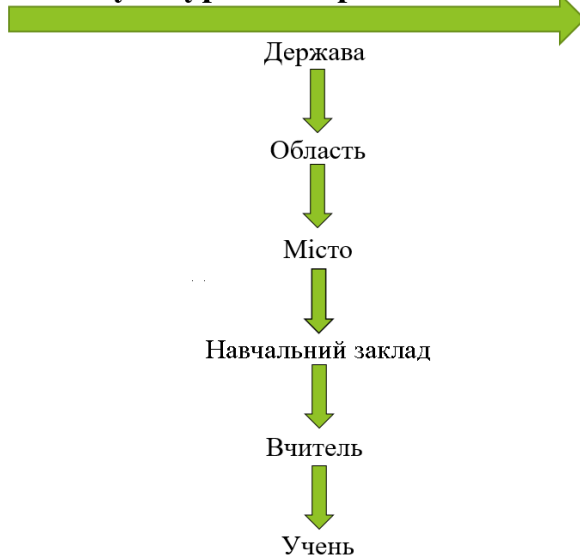 Держава
Область
Місто
Навчальний заклад
Вчитель
Учень